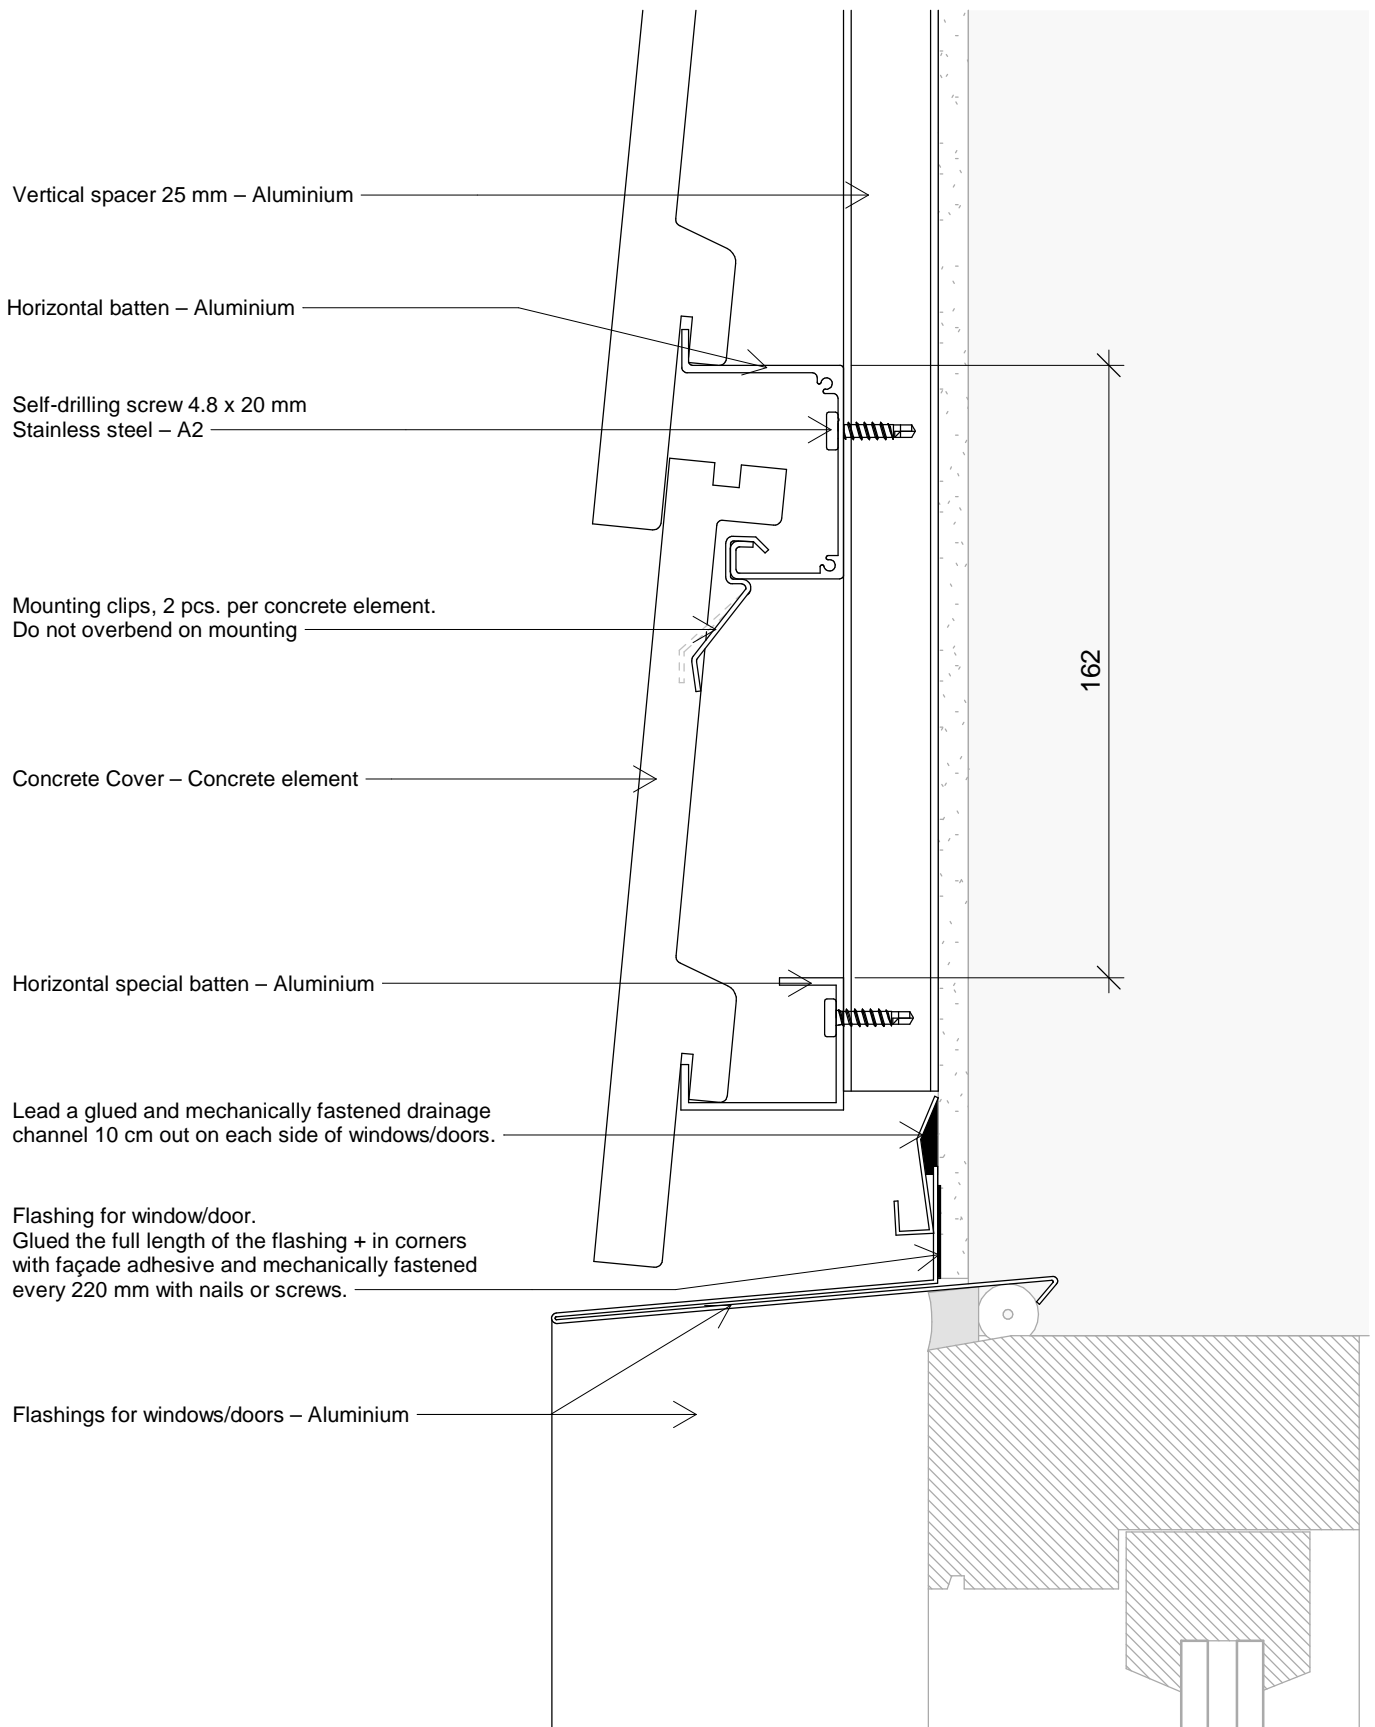 Vertical spacer 25 mm – Aluminium
Horizontal batten – Aluminium
Self-drilling screw 4.8 x 20 mm
Stainless steel – A2
Mounting clips, 2 pcs. per concrete element.
Do not overbend on mounting
162
Concrete Cover – Concrete element
Horizontal special batten – Aluminium
Lead a glued and mechanically fastened drainage
channel 10 cm out on each side of windows/doors.
Flashing for window/door.
Glued the full length of the flashing + in corners
with façade adhesive and mechanically fastened
every 220 mm with nails or screws.
Flashings for windows/doors – Aluminium